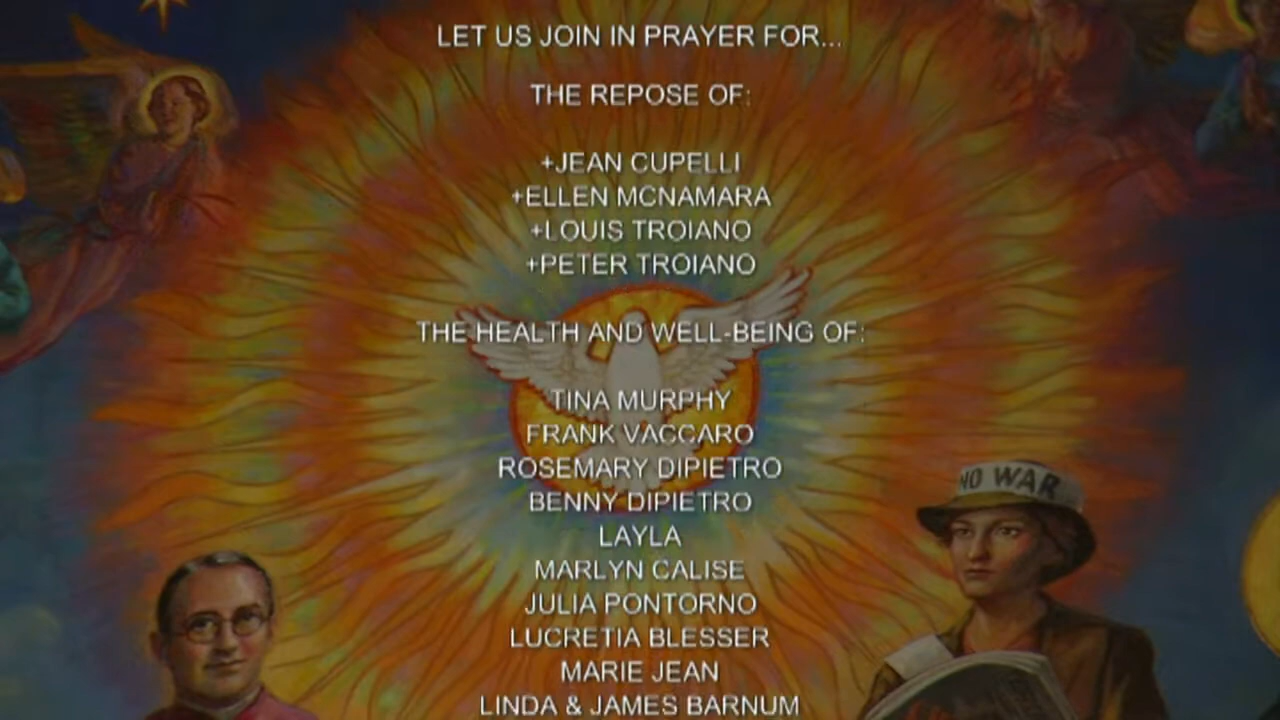 LET US JOIN IN PRAYER FOR...
THE REPOSE OF:
+JEAN CUPELLI
+ELLEN MCNAMARA
+LOUIS TROIANO
+PETER TROIANO
THE HEALTH AND WELL-BEING OF:
TINA MURPHY
FRANK VACCARO
ROSEMARY DIPIETRO
BENNY DIPIETRO
LAYLA
MARLYN CALISE
JULIA PONTORNO
LUCRETIA BLESSER
MARIE JEAN
LINDA & JAMES BARNUM
NO WAR